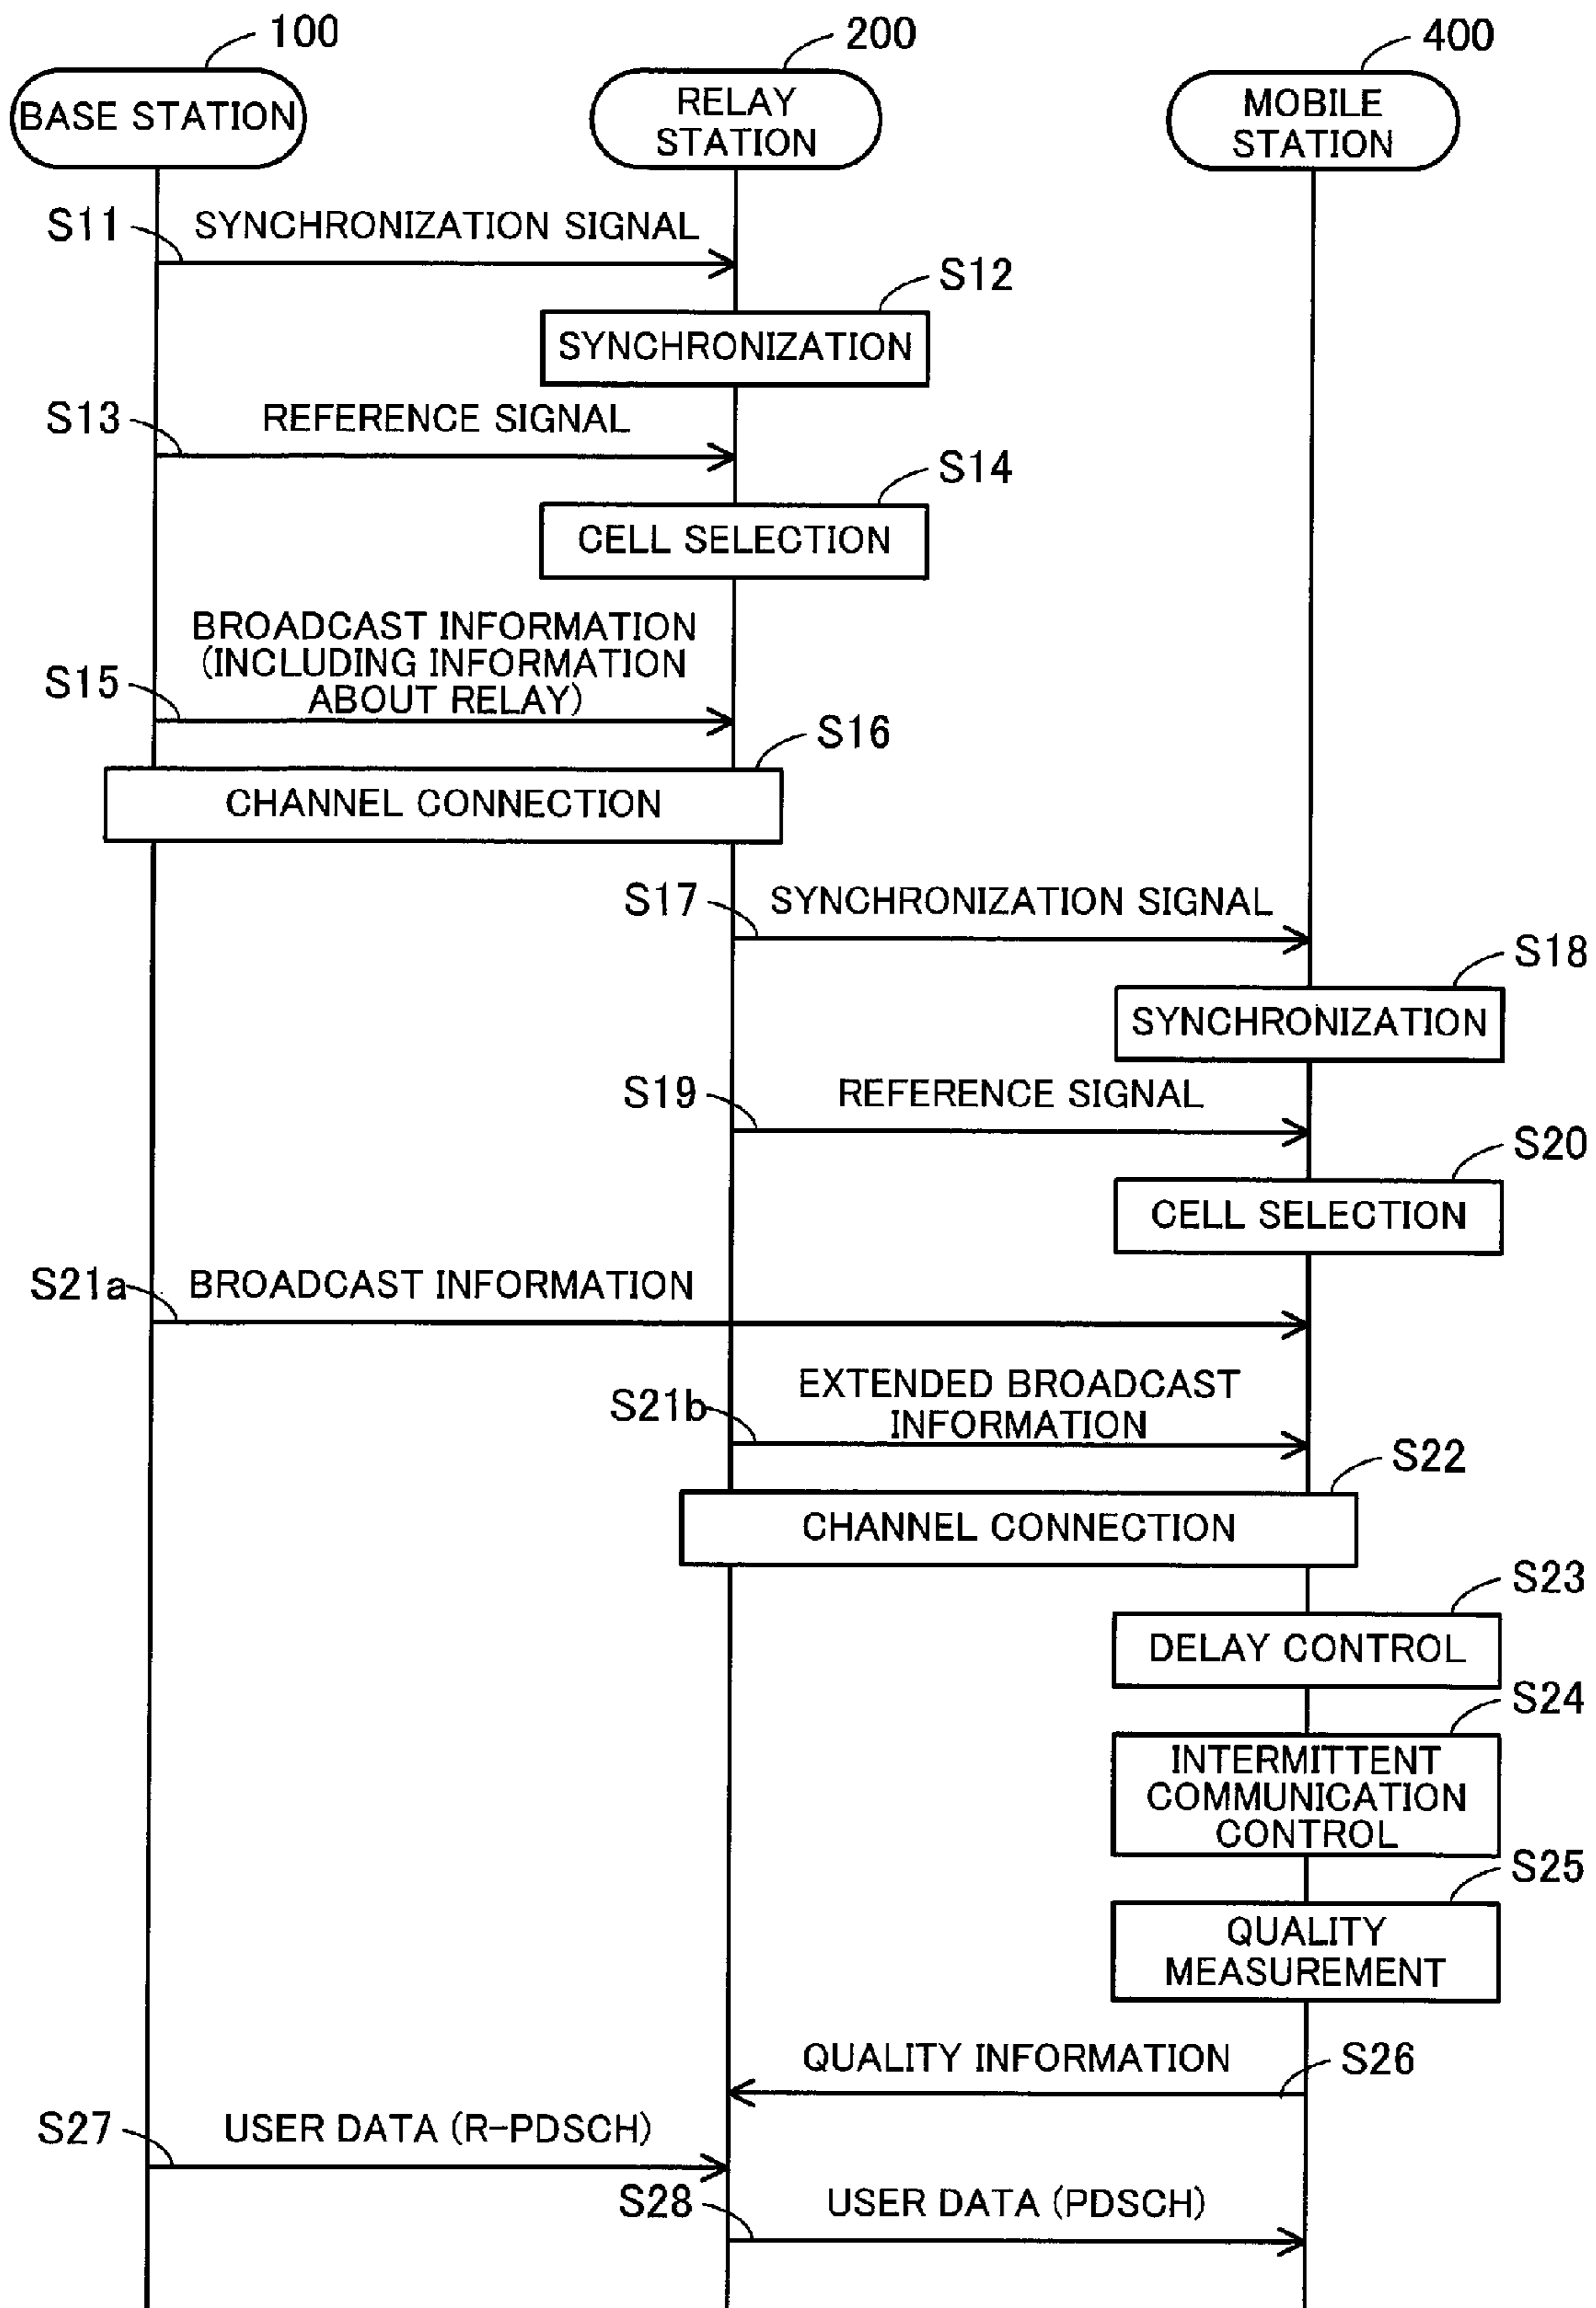 100
200
400
BASE STATION
RELAY
STATION
MOBILE
STATION
S11
SYNCHRONIZATION SIGNAL
S12
SYNCHRONIZATION
S13
REFERENCE SIGNAL
S14
CELL SELECTION
BROADCAST INFORMATION
(INCLUDING INFORMATION
ABOUT RELAY)
S15
S16
CHANNEL CONNECTION
S17
SYNCHRONIZATION SIGNAL
S18
SYNCHRONIZATION
S19
REFERENCE SIGNAL
S20
CELL SELECTION
S21a
BROADCAST INFORMATION
S21b
EXTENDED BROADCAST
INFORMATION
S22
CHANNEL CONNECTION
S23
DELAY CONTROL
S24
INTERMITTENT
COMMUNICATION
CONTROL
S25
QUALITY
MEASUREMENT
QUALITY INFORMATION
S26
S27
USER DATA (R-PDSCH)
S28
USER DATA (PDSCH)